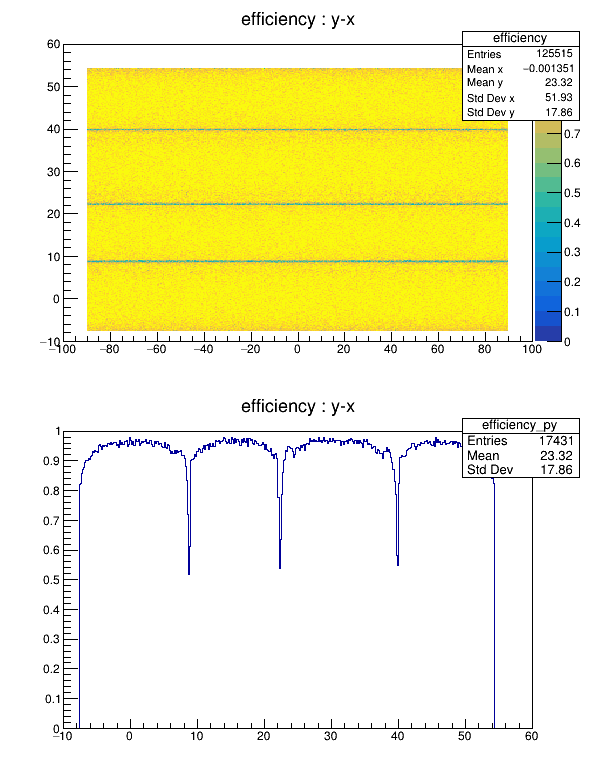 efficiency : y-x
efficiency
Entries 125515
Mean x −0.001351
Mean y 23.32
Std Dev x 51.93
Std Dev y 17.86
60
50
40
30
20
10
0
−10
−100 −80 −60 −40 −20 0 20 40 60 80 100
0.7
0.6
0.5
0.4
0.3
0.2
0.1
0
efficiency : y-x
efficiency_py
Entries 17431
Mean 23.32
Std Dev 17.86
1
0.9
0.8
0.7
0.6
0.5
0.4
0.3
0.2
0.1
0
−10 0 10 20 30 40 50 60